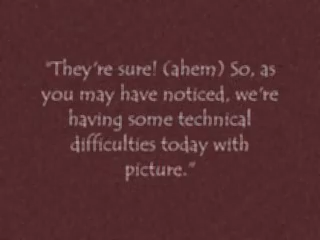 "They're sure! (ahem) So, as
you may have noticed, we're
having some technical
difficulties today with
picture."